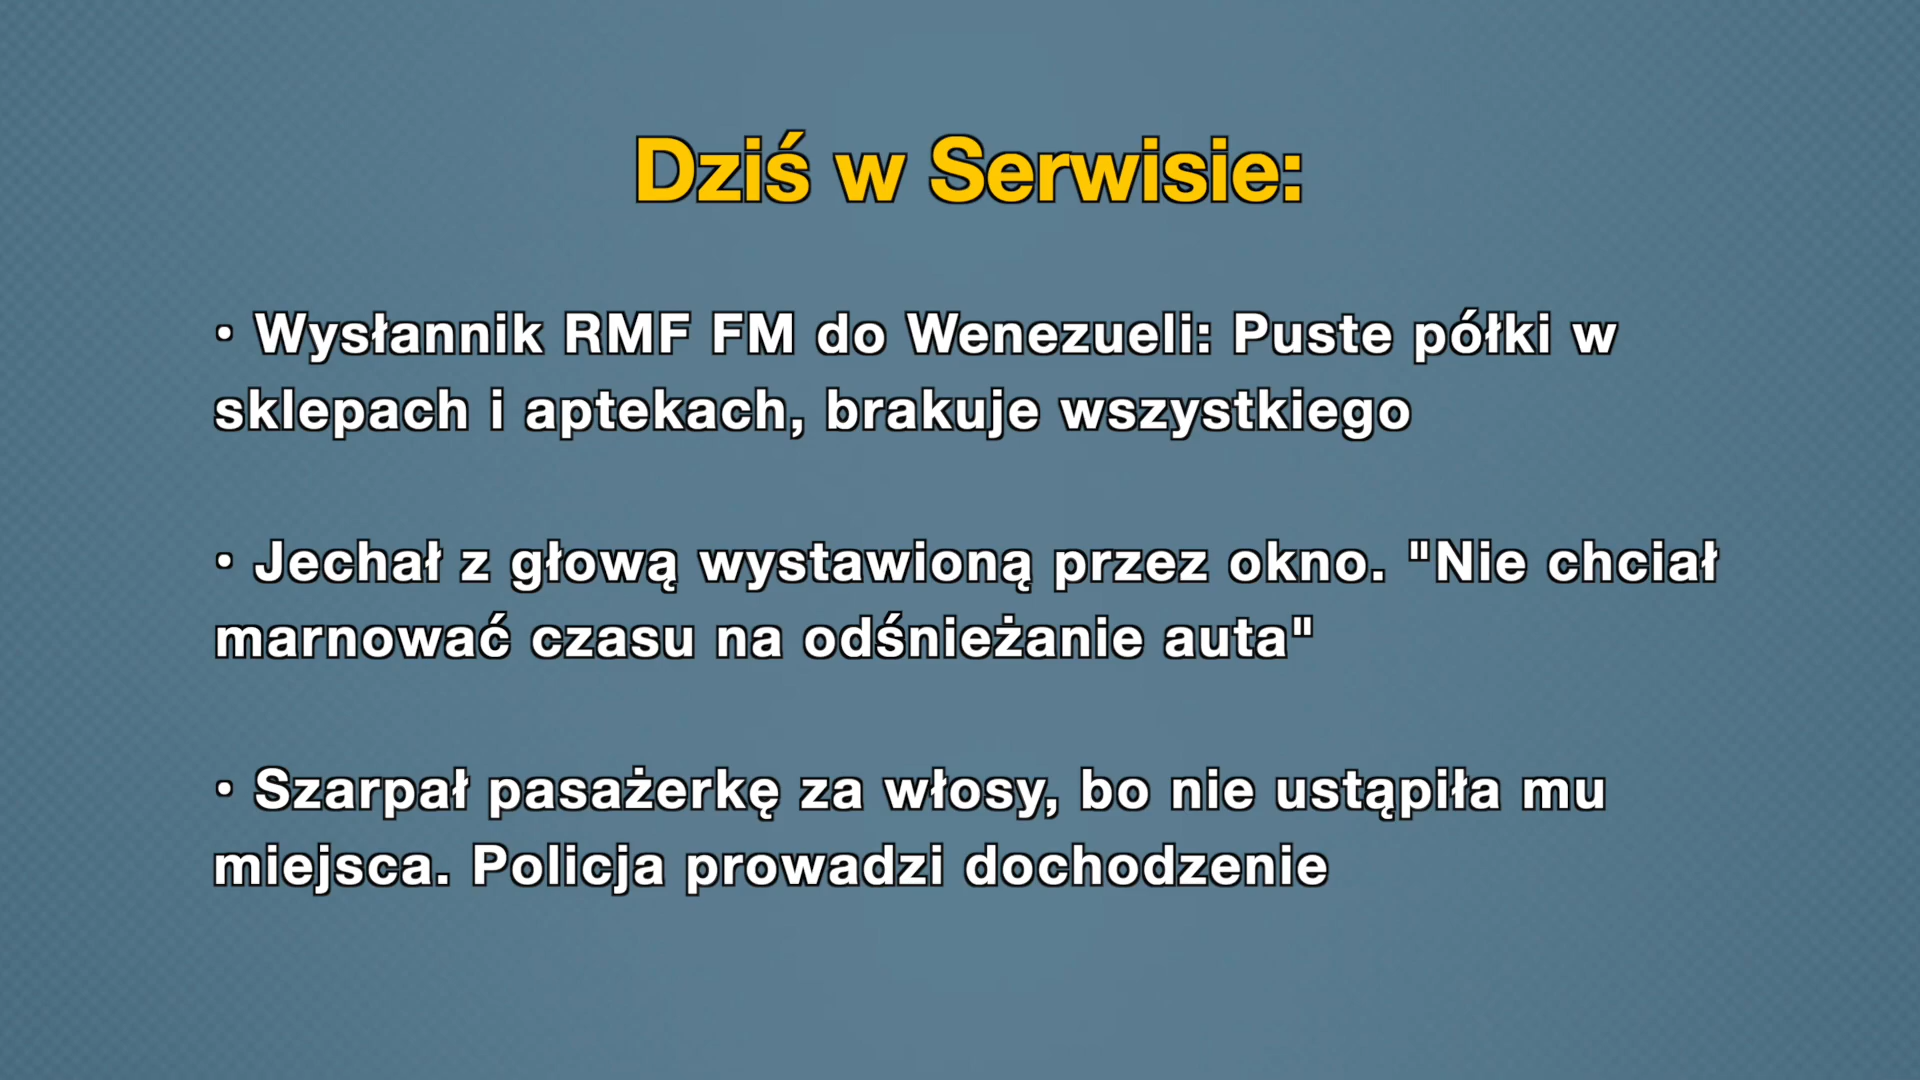 Dziś w Serwisie:
• Wysłannik RMF FM do Wenezueli: Puste półki w
sklepach i aptekach, brakuje wszystkiego
• Jechał z głową wystawioną przez okno. "Nie chciał
marnować czasu na odśnieżanie auta"
• Szarpał pasażerkę za włosy, bo nie ustąpiła mu
miejsca. Policja prowadzi dochodzenie